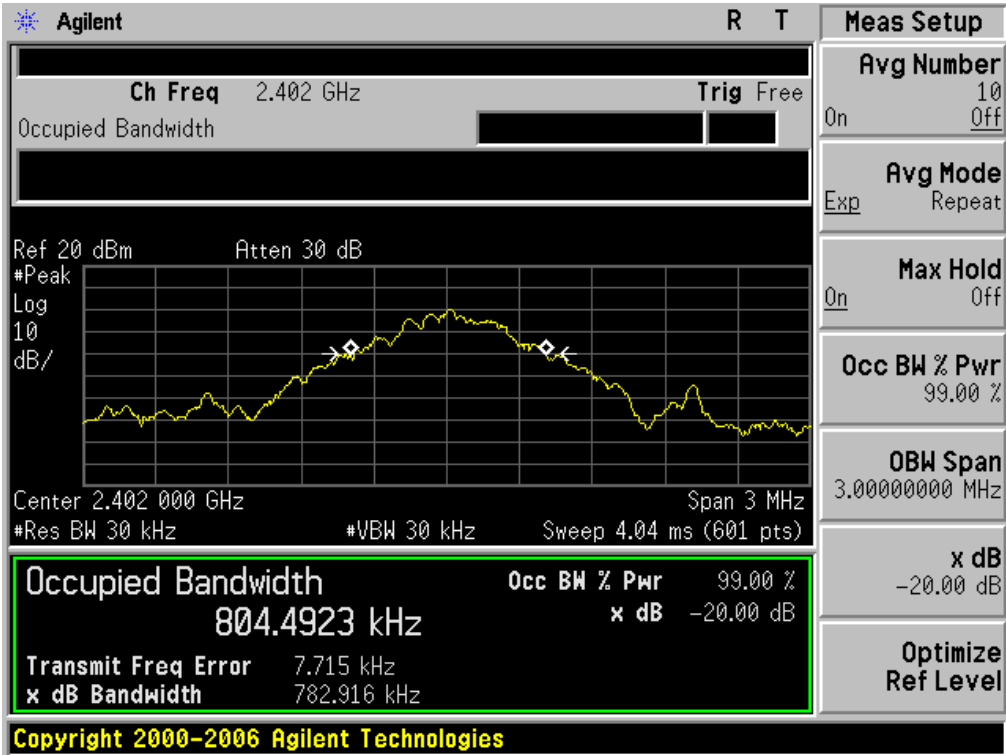 Agilent R T
Ch Freq 2.402 GHz Trig Free
Occupied Bandwidth
Ref 20 dBm Atten 30 dB
#Peak
Log
10
dB/
Center 2.402 000 GHz Span 3 MHz
#Res BW 30 kHz #VBW 30 kHz Sweep 4.04 ms (601 pts)
Occupied Bandwidth Occ BW % Pwr 99.00 %
804.4923 kHz x dB -20.00 dB
Transmit Freq Error 7.715 kHz
x dB Bandwidth 782.916 kHz
Copyright 2000-2006 Agilent Technologies
Meas Setup
Avg Number
10
On Off
Avg Mode
Exp Repeat
Max Hold
On Off
Occ BW % Pwr
99.00 %
OBW Span
3.00000000 MHz
x dB
-20.00 dB
Optimize
Ref Level